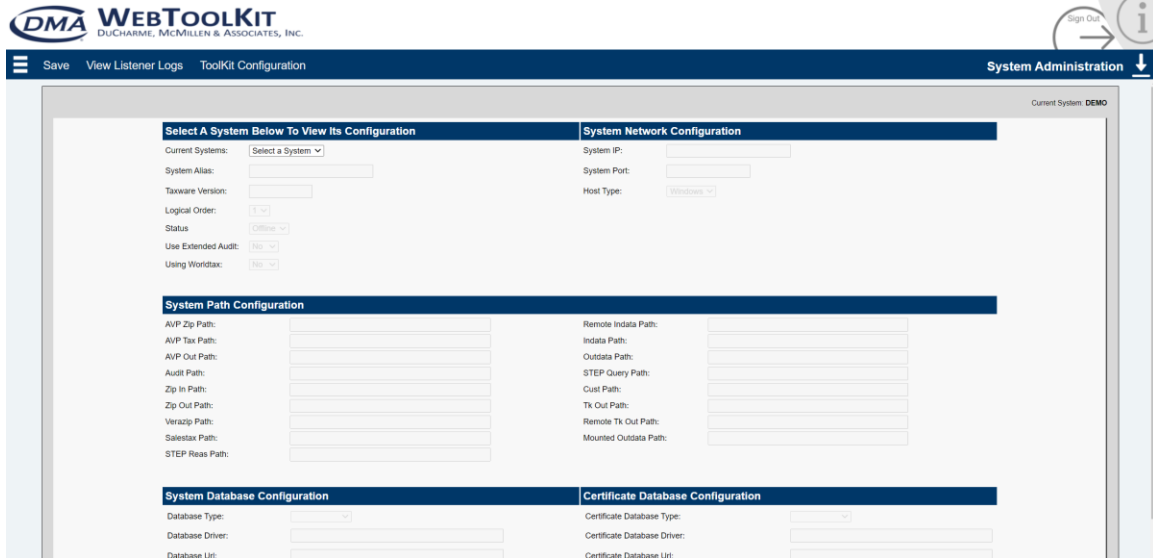 DMA WEBTOOLKIT
DUCHARME, MCMILLEN & ASSOCIATES, INC.
Sign Out
i
Save View Listener Logs ToolKit Configuration System Administration
Current System: DEMO
Select A System Below To View Its Configuration System Network Configuration
Current Systems: Select a System System IP:
System Alias: System Port:
Taxware Version: Host Type: Windows
Logical Order: 1
Status Offline
Use Extended Audit: No
Using Worldtax: No
System Path Configuration
AVP Zip Path: Remote Indata Path:
AVP Tax Path: Indata Path:
AVP Out Path: Outdata Path:
Audit Path: STEP Query Path:
Zip In Path: Cust Path:
Zip Out Path: Tk Out Path:
Verazip Path: Remote Tk Out Path:
Salestax Path: Mounted Outdata Path:
STEP Reas Path:
System Database Configuration Certificate Database Configuration
Database Type: Certificate Database Type:
Database Driver: Certificate Database Driver:
Database Url: Certificate Database Url: